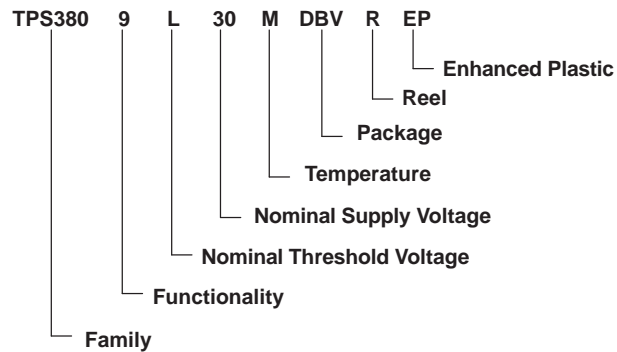 TPS380 9 L 30 M DBV R EP
Enhanced Plastic
Reel
Package
Temperature
Nominal Supply Voltage
Nominal Threshold Voltage
Functionality
Family